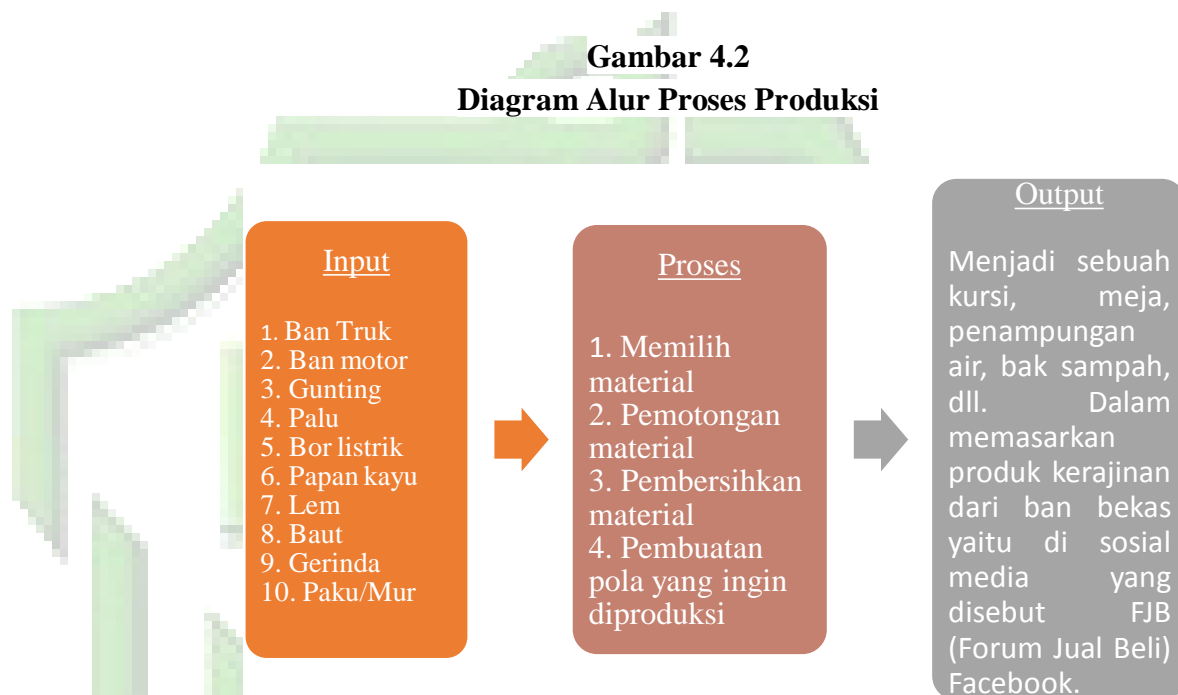 Gambar 4.2
Diagram Alur Proses Produksi
Input
1. Ban Truk
2. Ban motor
3. Gunting
4. Palu
5. Bor listrik
6. Papan kayu
7. Lem
8. Baut
9. Gerinda
10. Paku/Mur
Proses
1. Memilih
material
2. Pemotongan
material
3. Pembersihkan
material
4. Pembuatan
pola yang ingin
diproduksi
Output
Menjadi sebuah
kursi, meja,
penampungan
air, bak sampah,
dll. Dalam
memasarkan
produk kerajinan
dari ban bekas
yaitu di sosial
media yang
disebut FJB
(Forum Jual Beli)
Facebook.